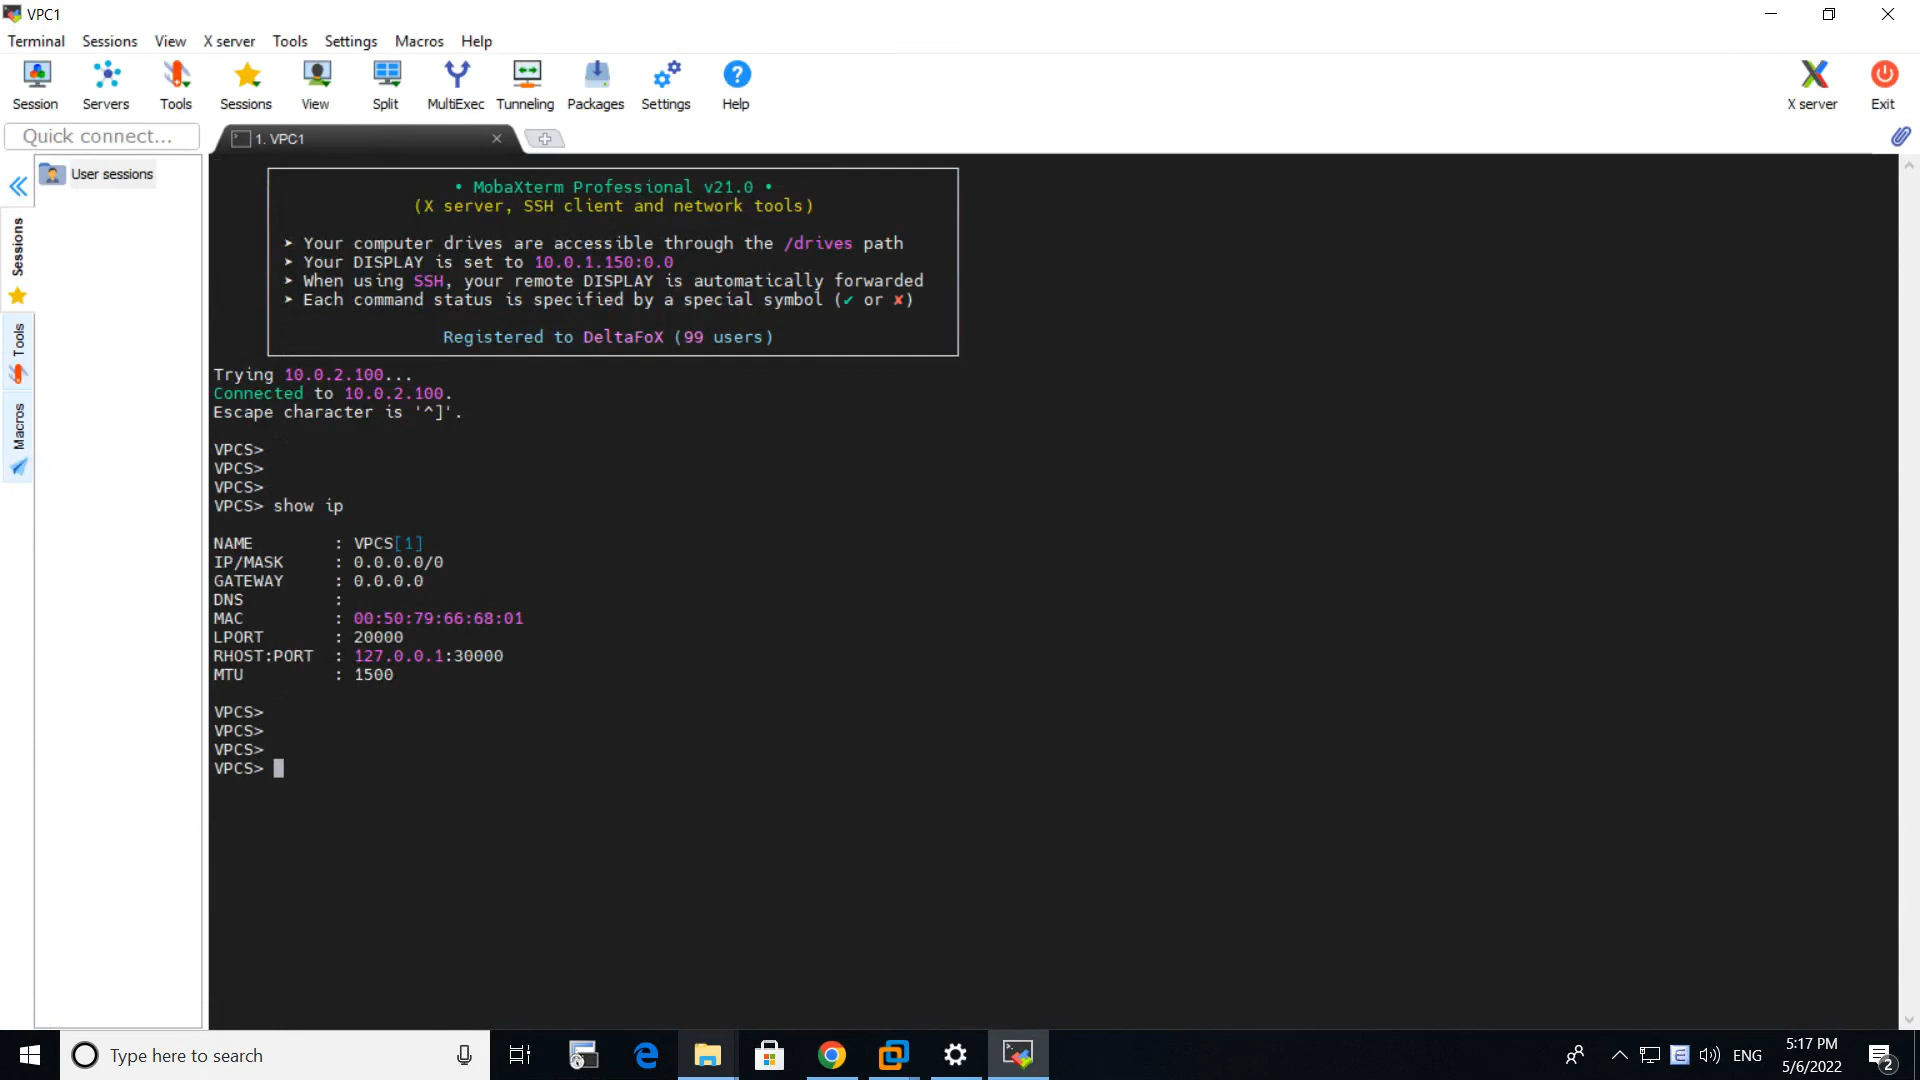 VPC1
Terminal Sessions View X server Tools Settings Macros Help
Session Servers Tools Sessions View Split MultiExec Tunneling Packages Settings Help X server Exit
Quick connect...
1. VPC1
User sessions
Sessions
Tools
Macros
• MobaXterm Professional v21.0 •
(X server, SSH client and network tools)
➤ Your computer drives are accessible through the /drives path
➤ Your DISPLAY is set to 10.0.1.150:0.0
➤ When using SSH, your remote DISPLAY is automatically forwarded
➤ Each command status is specified by a special symbol (✔ or ✘)
Registered to DeltaFoX (99 users)
Trying 10.0.2.100...
Connected to 10.0.2.100.
Escape character is '^]'.
VPCS>
VPCS>
VPCS>
VPCS> show ip
NAME : VPCS[1]
IP/MASK : 0.0.0.0/0
GATEWAY : 0.0.0.0
DNS :
MAC : 00:50:79:66:68:01
LPORT : 20000
RHOST:PORT : 127.0.0.1:30000
MTU : 1500
VPCS>
VPCS>
VPCS>
VPCS>
Type here to search
ENG
5:17 PM
5/6/2022
2